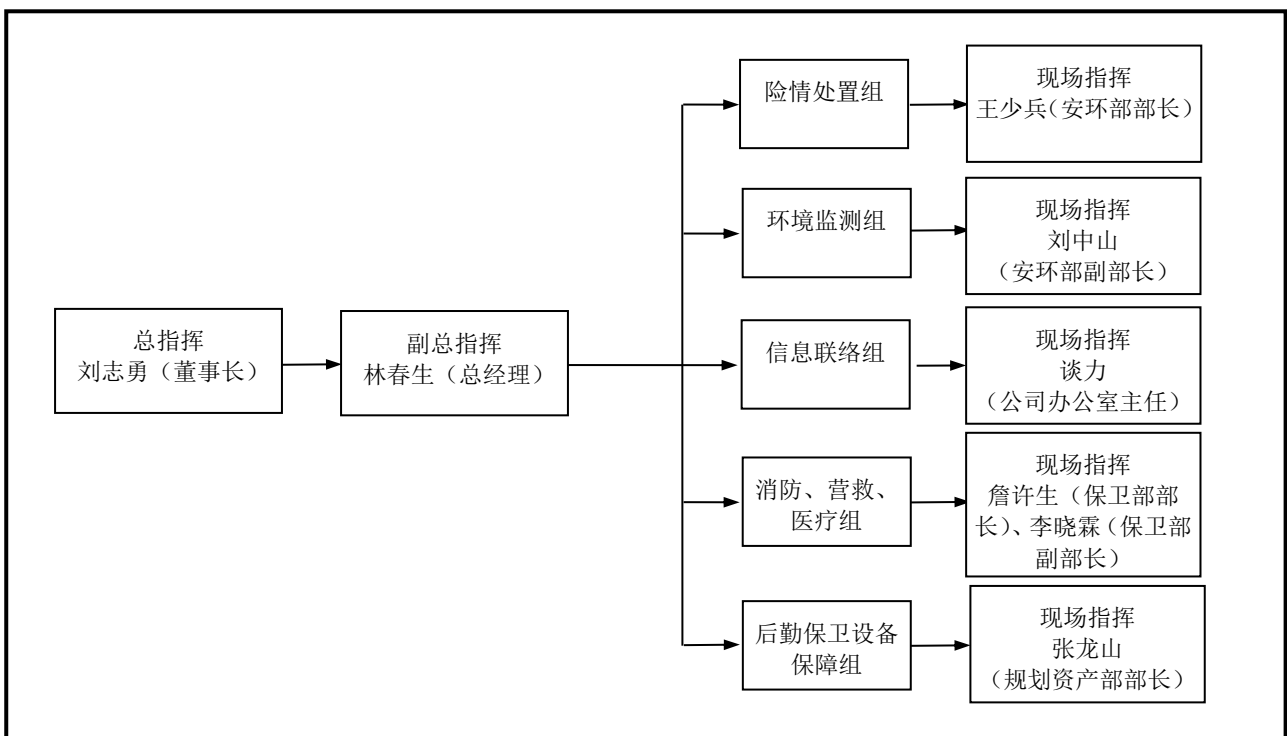 总指挥
刘志勇（董事长）
副总指挥
林春生（总经理）
险情处置组
现场指挥
王少兵（安环部部长）
环境监测组
现场指挥
刘中山
（安环部副部长）
信息联络组
现场指挥
谈力
（公司办公室主任）
消防、营救、
医疗组
现场指挥
詹许生（保卫部部
长）、李晓霖（保卫部
副部长）
后勤保卫设备
保障组
现场指挥
张龙山
（规划资产部部长）